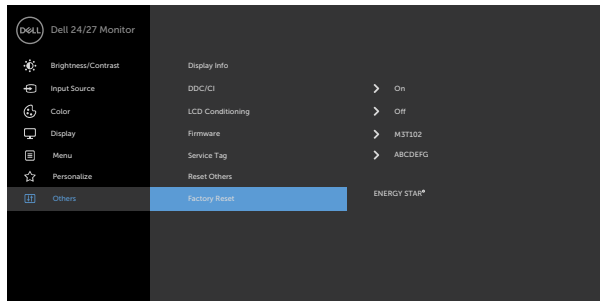 DELL Dell 24/27 Monitor
Brightness/Contrast Display Info
Input Source DDC/CI On
Color LCD Conditioning Off
Display Firmware M3T102
Menu Service Tag ABCDEFG
Personalize Reset Others
Others Factory Reset ENERGY STAR®